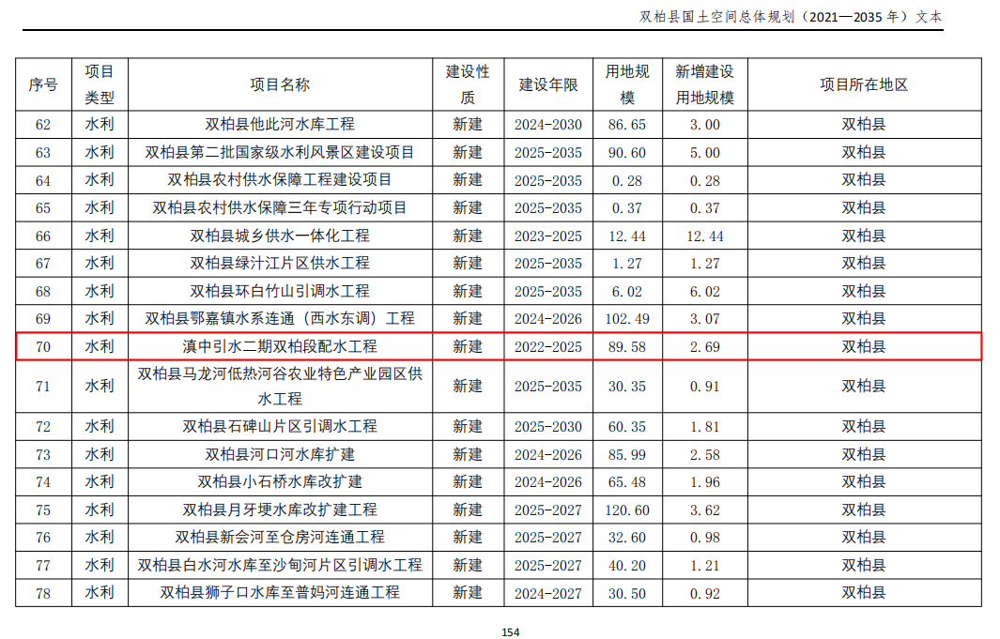 双柏县国土空间总体规划（2021—2035 年）文本
序号 项目类型 项目名称 建设性质 建设年限 用地规模 新增建设用地规模 项目所在地区
62 水利 双柏县他此河水库工程 新建 2024-2030 86.65 3.00 双柏县
63 水利 双柏县第二批国家级水利风景区建设项目 新建 2025-2035 90.60 5.00 双柏县
64 水利 双柏县农村供水保障工程建设项目 新建 2025-2035 0.28 0.28 双柏县
65 水利 双柏县农村供水保障三年专项行动项目 新建 2025-2035 0.37 0.37 双柏县
66 水利 双柏县城乡供水一体化工程 新建 2023-2025 12.44 12.44 双柏县
67 水利 双柏县绿汁江片区供水工程 新建 2025-2035 1.27 1.27 双柏县
68 水利 双柏县环白竹山引调水工程 新建 2025-2035 6.02 6.02 双柏县
69 水利 双柏县鄂嘉镇水系连通（西水东调）工程 新建 2024-2026 102.49 3.07 双柏县
70 水利 滇中引水二期双柏段配水工程 新建 2022-2025 89.58 2.69 双柏县
71 水利 双柏县马龙河低热河谷农业特色产业园区供水工程 新建 2025-2035 30.35 0.91 双柏县
72 水利 双柏县石碑山片区引调水工程 新建 2025-2030 60.35 1.81 双柏县
73 水利 双柏县河口河水库扩建 新建 2024-2026 85.99 2.58 双柏县
74 水利 双柏县小石桥水库改扩建 新建 2024-2026 65.48 1.96 双柏县
75 水利 双柏县月牙埂水库改扩建工程 新建 2025-2027 120.60 3.62 双柏县
76 水利 双柏县新会河至仓房河连通工程 新建 2025-2027 32.60 0.98 双柏县
77 水利 双柏县白水河水库至沙甸河片区引调水工程 新建 2025-2027 40.20 1.21 双柏县
78 水利 双柏县狮子口水库至普妈河连通工程 新建 2024-2027 30.50 0.92 双柏县
154